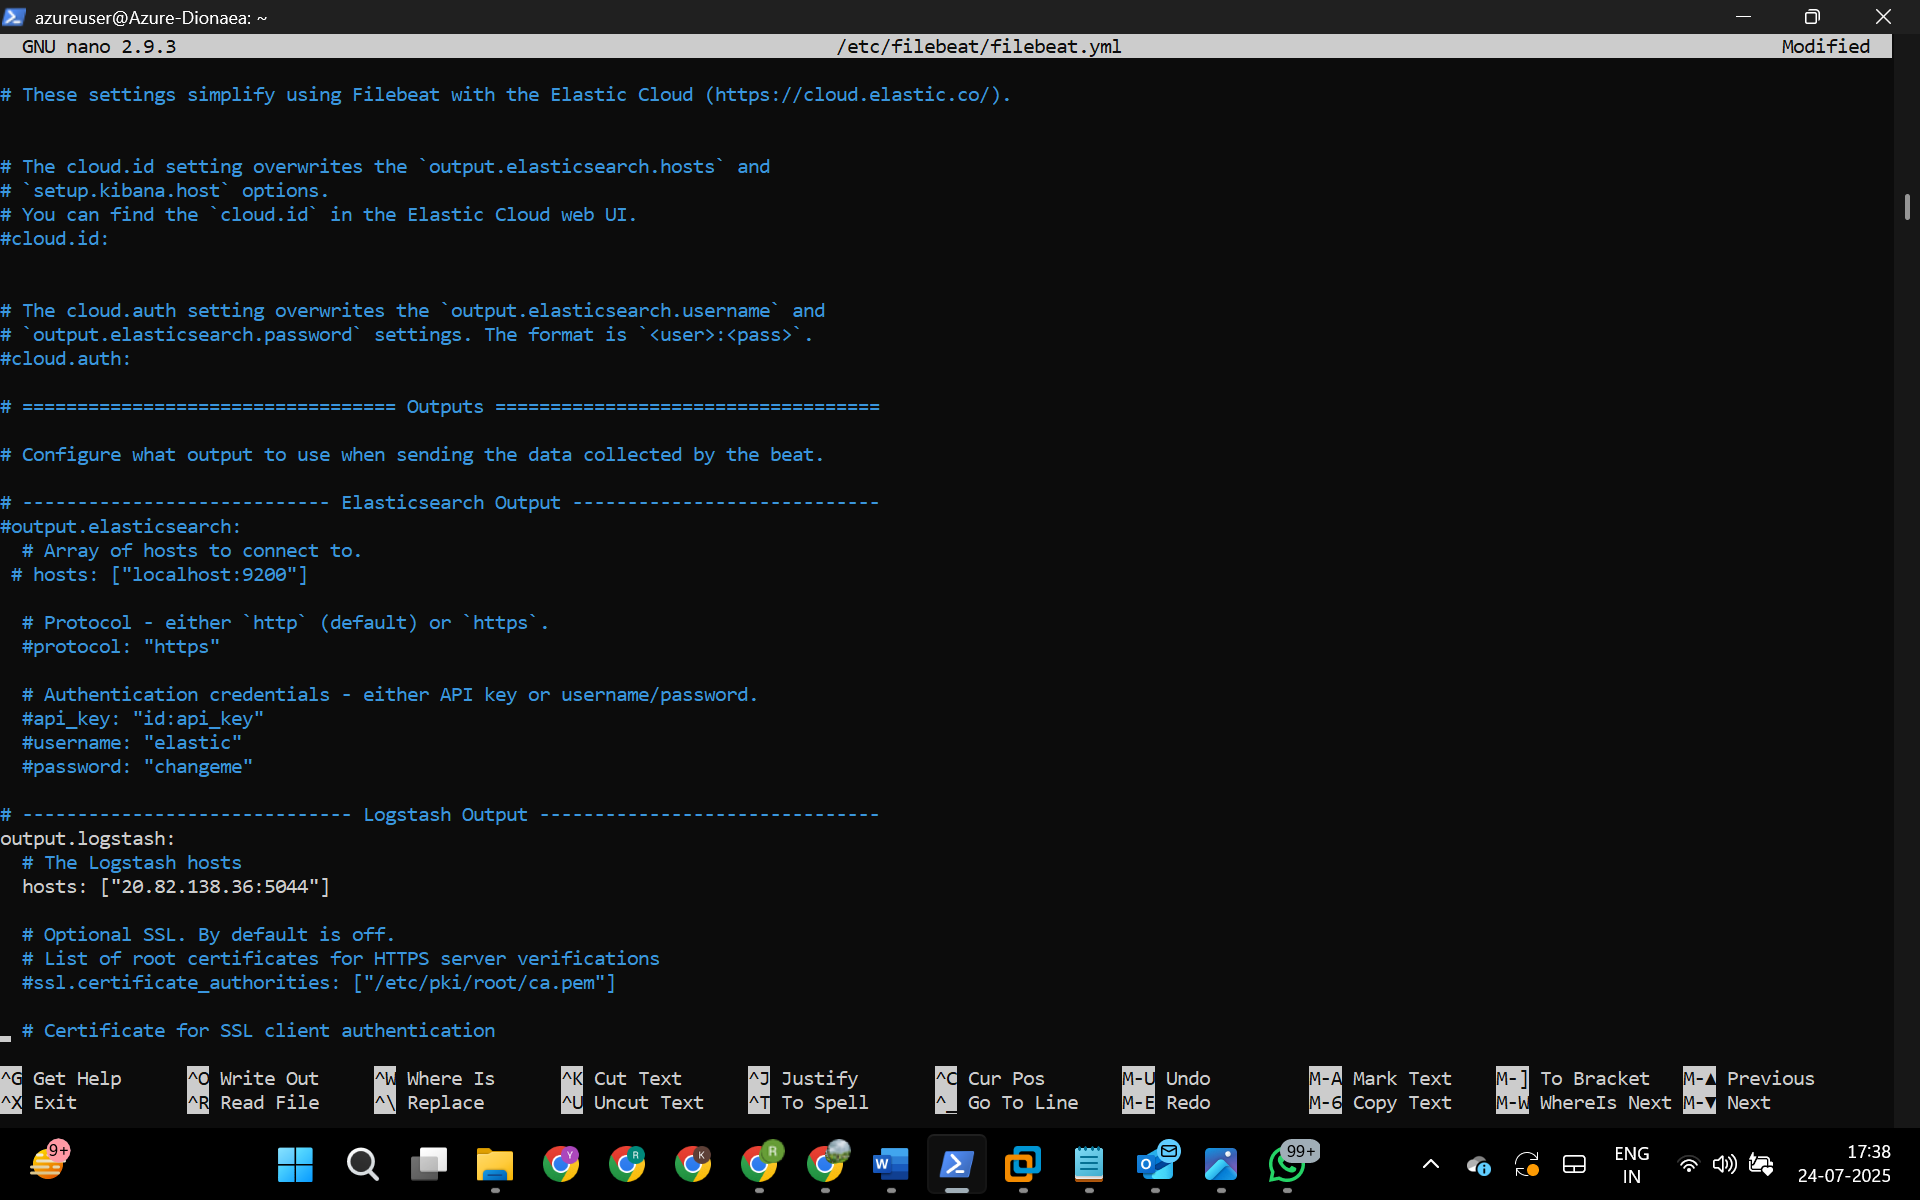 azureuser@Azure-Dionaea: ~
GNU nano 2.9.3 /etc/filebeat/filebeat.yml Modified
# These settings simplify using Filebeat with the Elastic Cloud (https://cloud.elastic.co/).
# The cloud.id setting overwrites the `output.elasticsearch.hosts` and
# `setup.kibana.host` options.
# You can find the `cloud.id` in the Elastic Cloud web UI.
#cloud.id:
# The cloud.auth setting overwrites the `output.elasticsearch.username` and
# `output.elasticsearch.password` settings. The format is `<user>:<pass>`.
#cloud.auth:
# ================================== Outputs ===================================
# Configure what output to use when sending the data collected by the beat.
# ---------------------------- Elasticsearch Output ----------------------------
#output.elasticsearch:
# Array of hosts to connect to.
# hosts: ["localhost:9200"]
# Protocol - either `http` (default) or `https`.
#protocol: "https"
# Authentication credentials - either API key or username/password.
#api_key: "id:api_key"
#username: "elastic"
#password: "changeme"
# ------------------------------ Logstash Output -------------------------------
output.logstash:
# The Logstash hosts
hosts: ["20.82.138.36:5044"]
# Optional SSL. By default is off.
# List of root certificates for HTTPS server verifications
#ssl.certificate_authorities: ["/etc/pki/root/ca.pem"]
# Certificate for SSL client authentication
^G Get Help ^O Write Out ^W Where Is ^K Cut Text ^J Justify ^C Cur Pos M-U Undo M-A Mark Text M-] To Bracket M-▲ Previous
^X Exit ^R Read File ^\ Replace ^U Uncut Text ^T To Spell ^_ Go To Line M-E Redo M-6 Copy Text M-W WhereIs Next M-▼ Next
9+
Y
R
K
R
W
O
99+
ENG
IN
17:38
24-07-2025